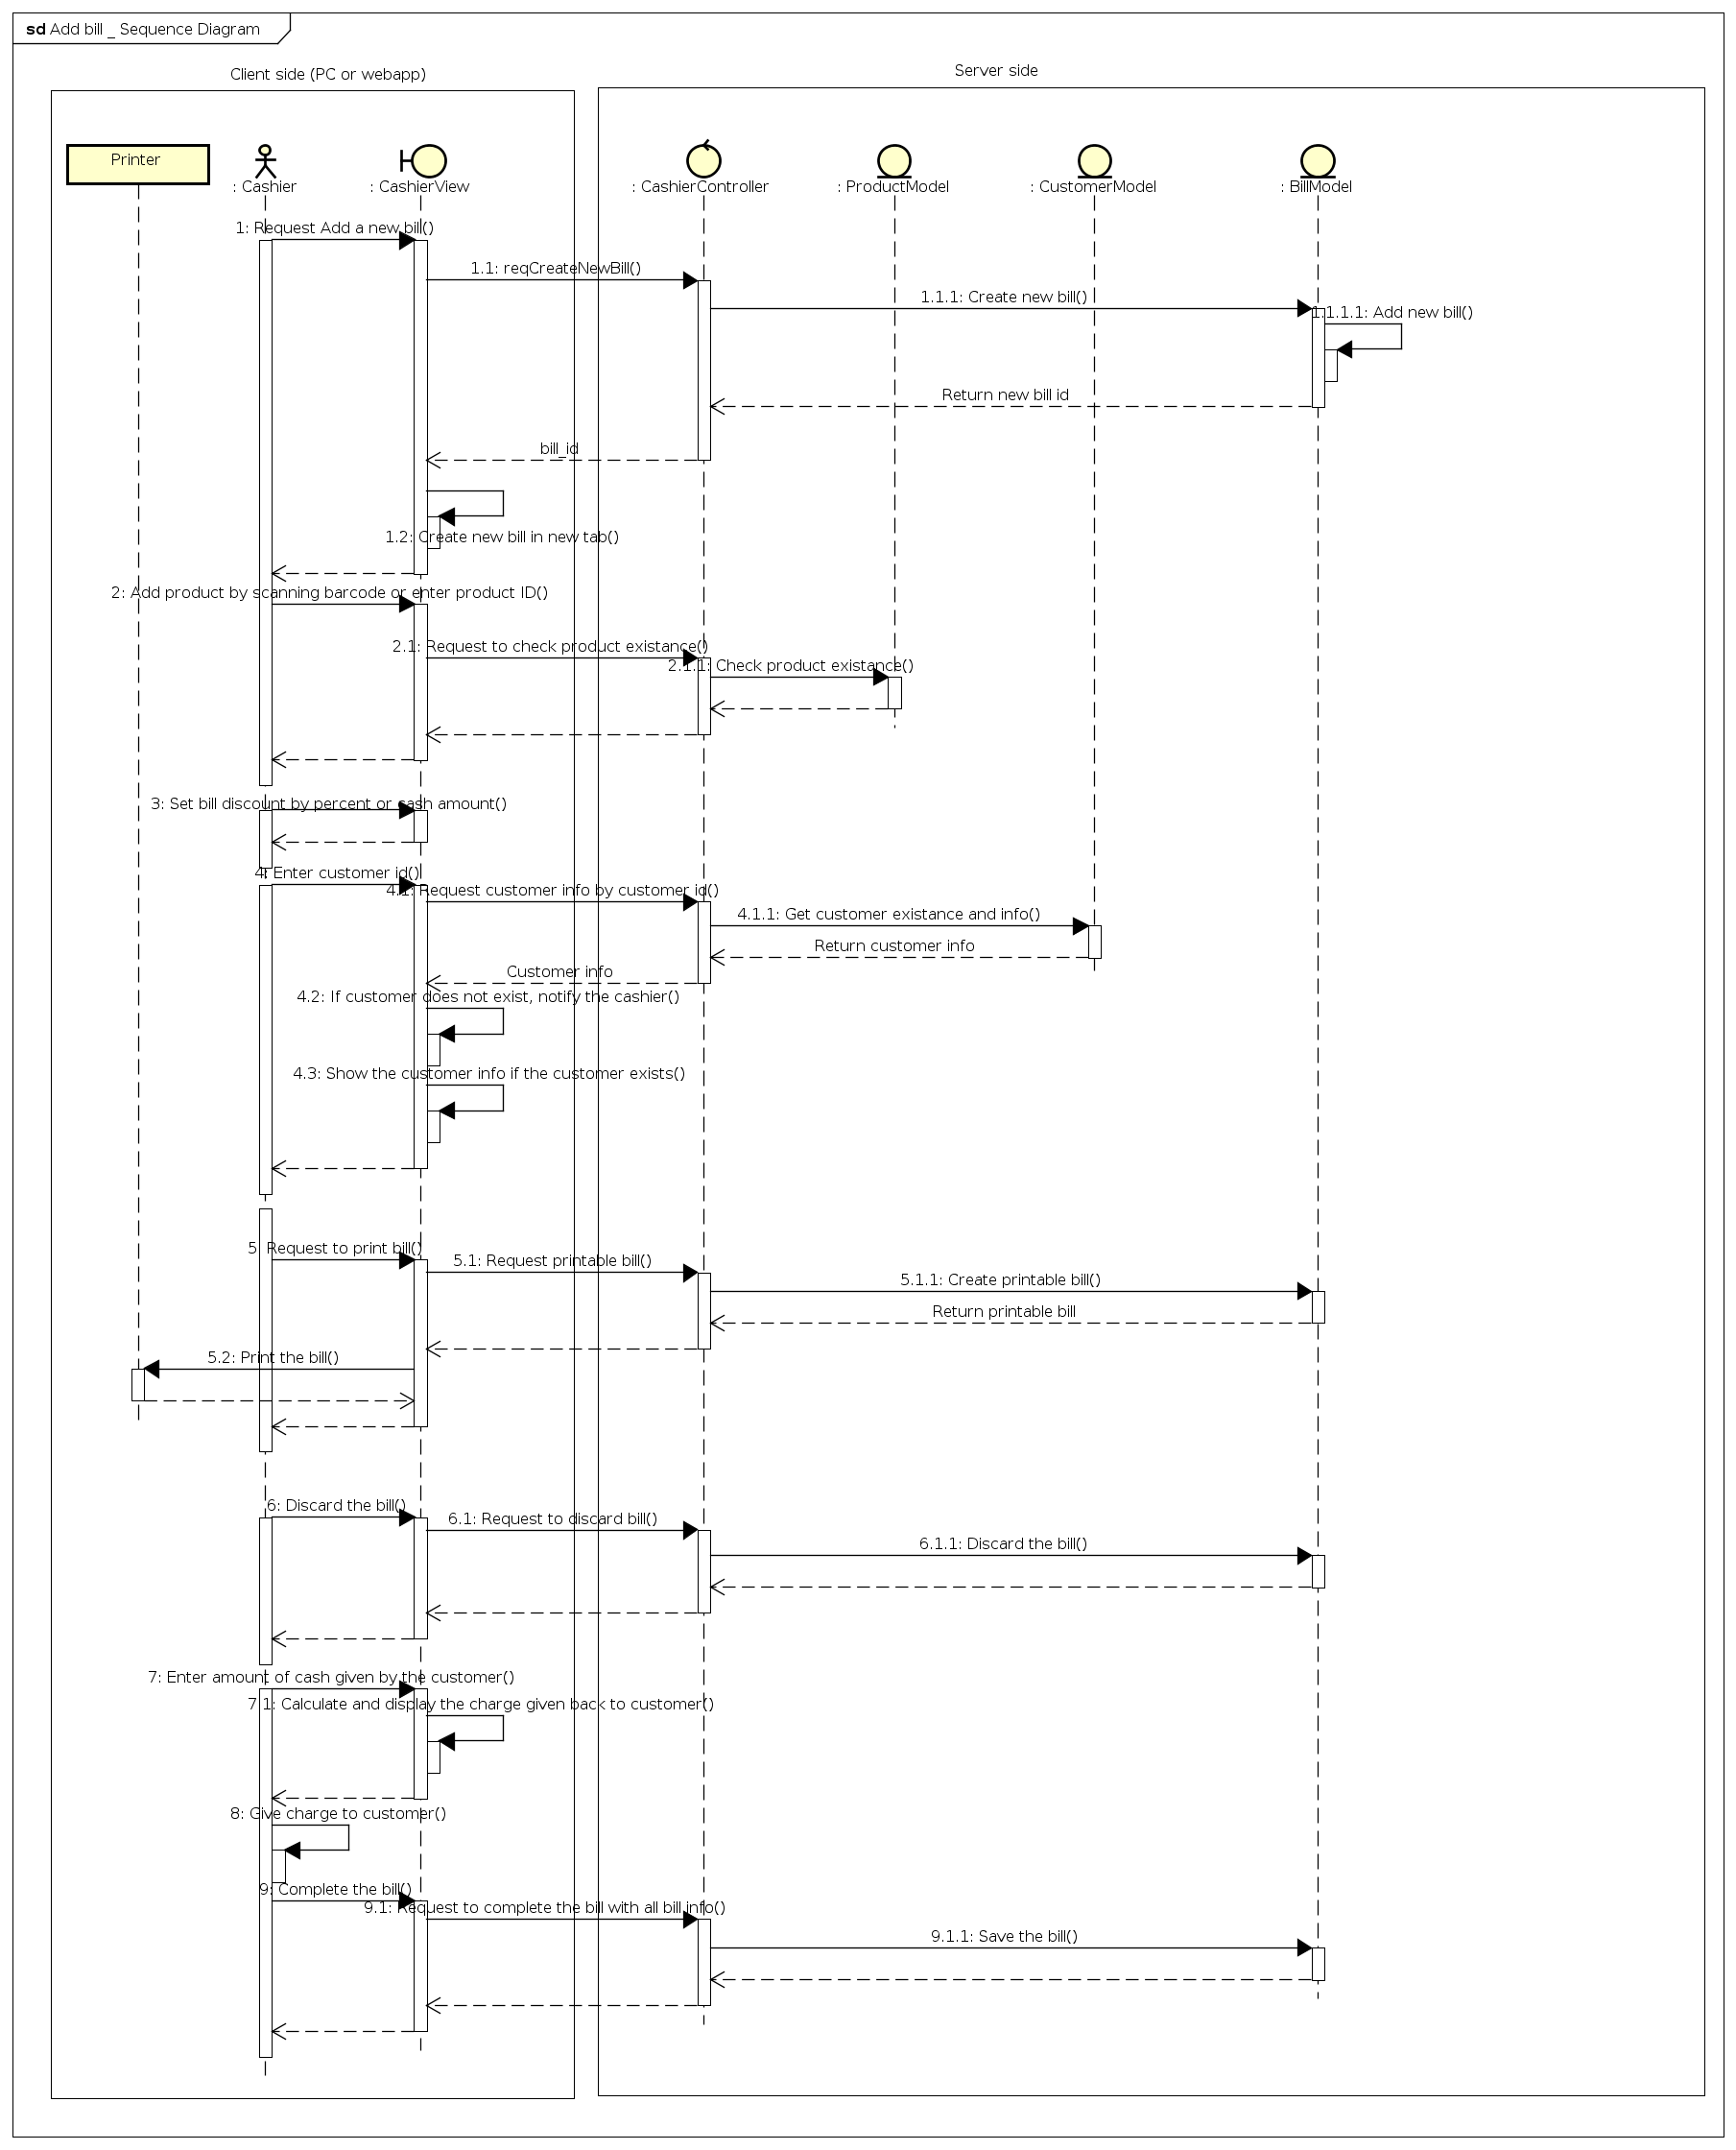 sd Add bill _ Sequence Diagram
Client side (PC or webapp)
Server side
Printer
: Cashier
: CashierView
: CashierController
: ProductModel
: CustomerModel
: BillModel
1: Request Add a new bill()
1.1: reqCreateNewBill()
1.1.1: Create new bill()
1.1.1.1: Add new bill()
Return new bill id
bill_id
1.2: Create new bill in new tab()
2: Add product by scanning barcode or enter product ID()
2.1: Request to check product existance()
2.1.1: Check product existance()
3: Set bill discount by percent or cash amount()
4: Enter customer id()
4.1: Request customer info by customer id()
4.1.1: Get customer existance and info()
Return customer info
Customer info
4.2: If customer does not exist, notify the cashier()
4.3: Show the customer info if the customer exists()
5: Request to print bill()
5.1: Request printable bill()
5.1.1: Create printable bill()
Return printable bill
5.2: Print the bill()
6: Discard the bill()
6.1: Request to discard bill()
6.1.1: Discard the bill()
7: Enter amount of cash given by the customer()
7.1: Calculate and display the charge given back to customer()
8: Give charge to customer()
9: Complete the bill()
9.1: Request to complete the bill with all bill info()
9.1.1: Save the bill()